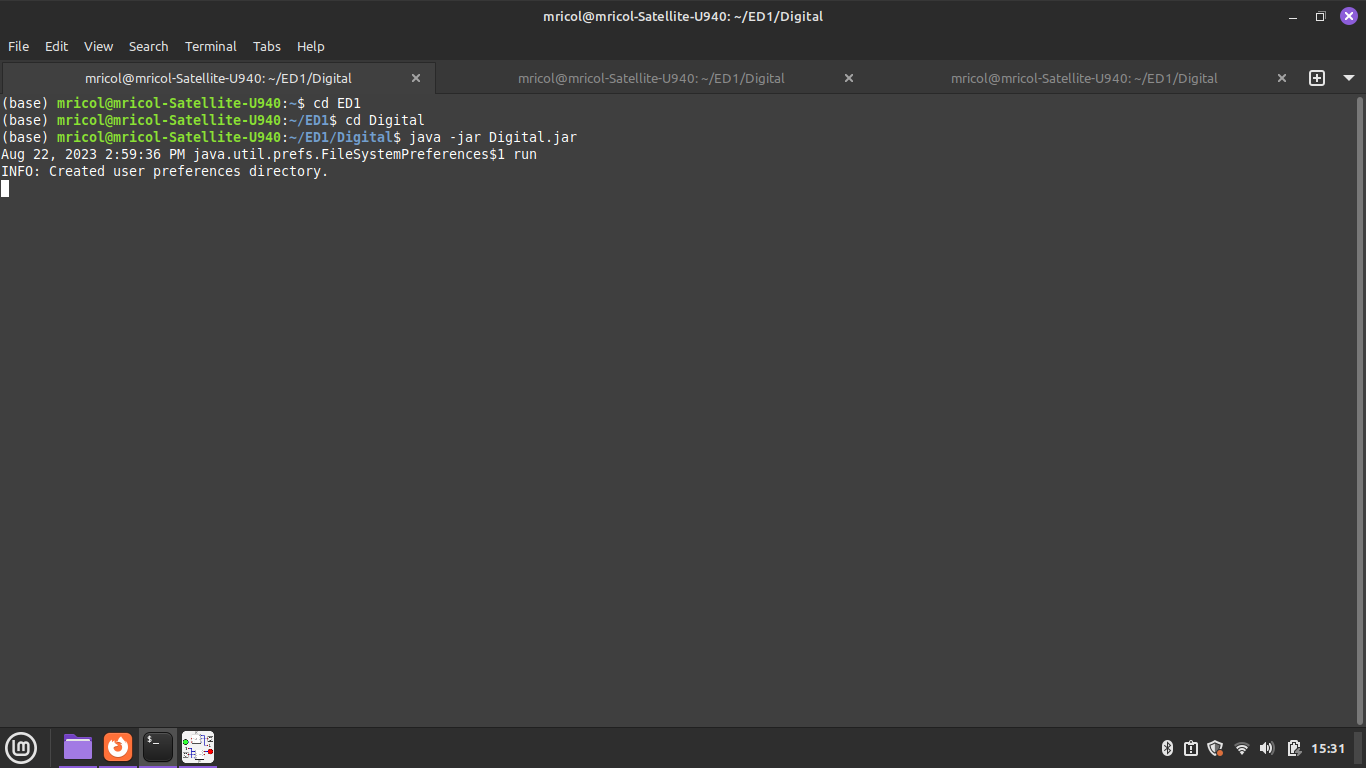 mricol@mricol-Satellite-U940: ~/ED1/Digital
File Edit View Search Terminal Tabs Help
mricol@mricol-Satellite-U940: ~/ED1/Digital mricol@mricol-Satellite-U940: ~/ED1/Digital mricol@mricol-Satellite-U940: ~/ED1/Digital
(base) mricol@mricol-Satellite-U940:~$ cd ED1
(base) mricol@mricol-Satellite-U940:~/ED1$ cd Digital
(base) mricol@mricol-Satellite-U940:~/ED1/Digital$ java -jar Digital.jar
Aug 22, 2023 2:59:36 PM java.util.prefs.FileSystemPreferences$1 run
INFO: Created user preferences directory.
15:31